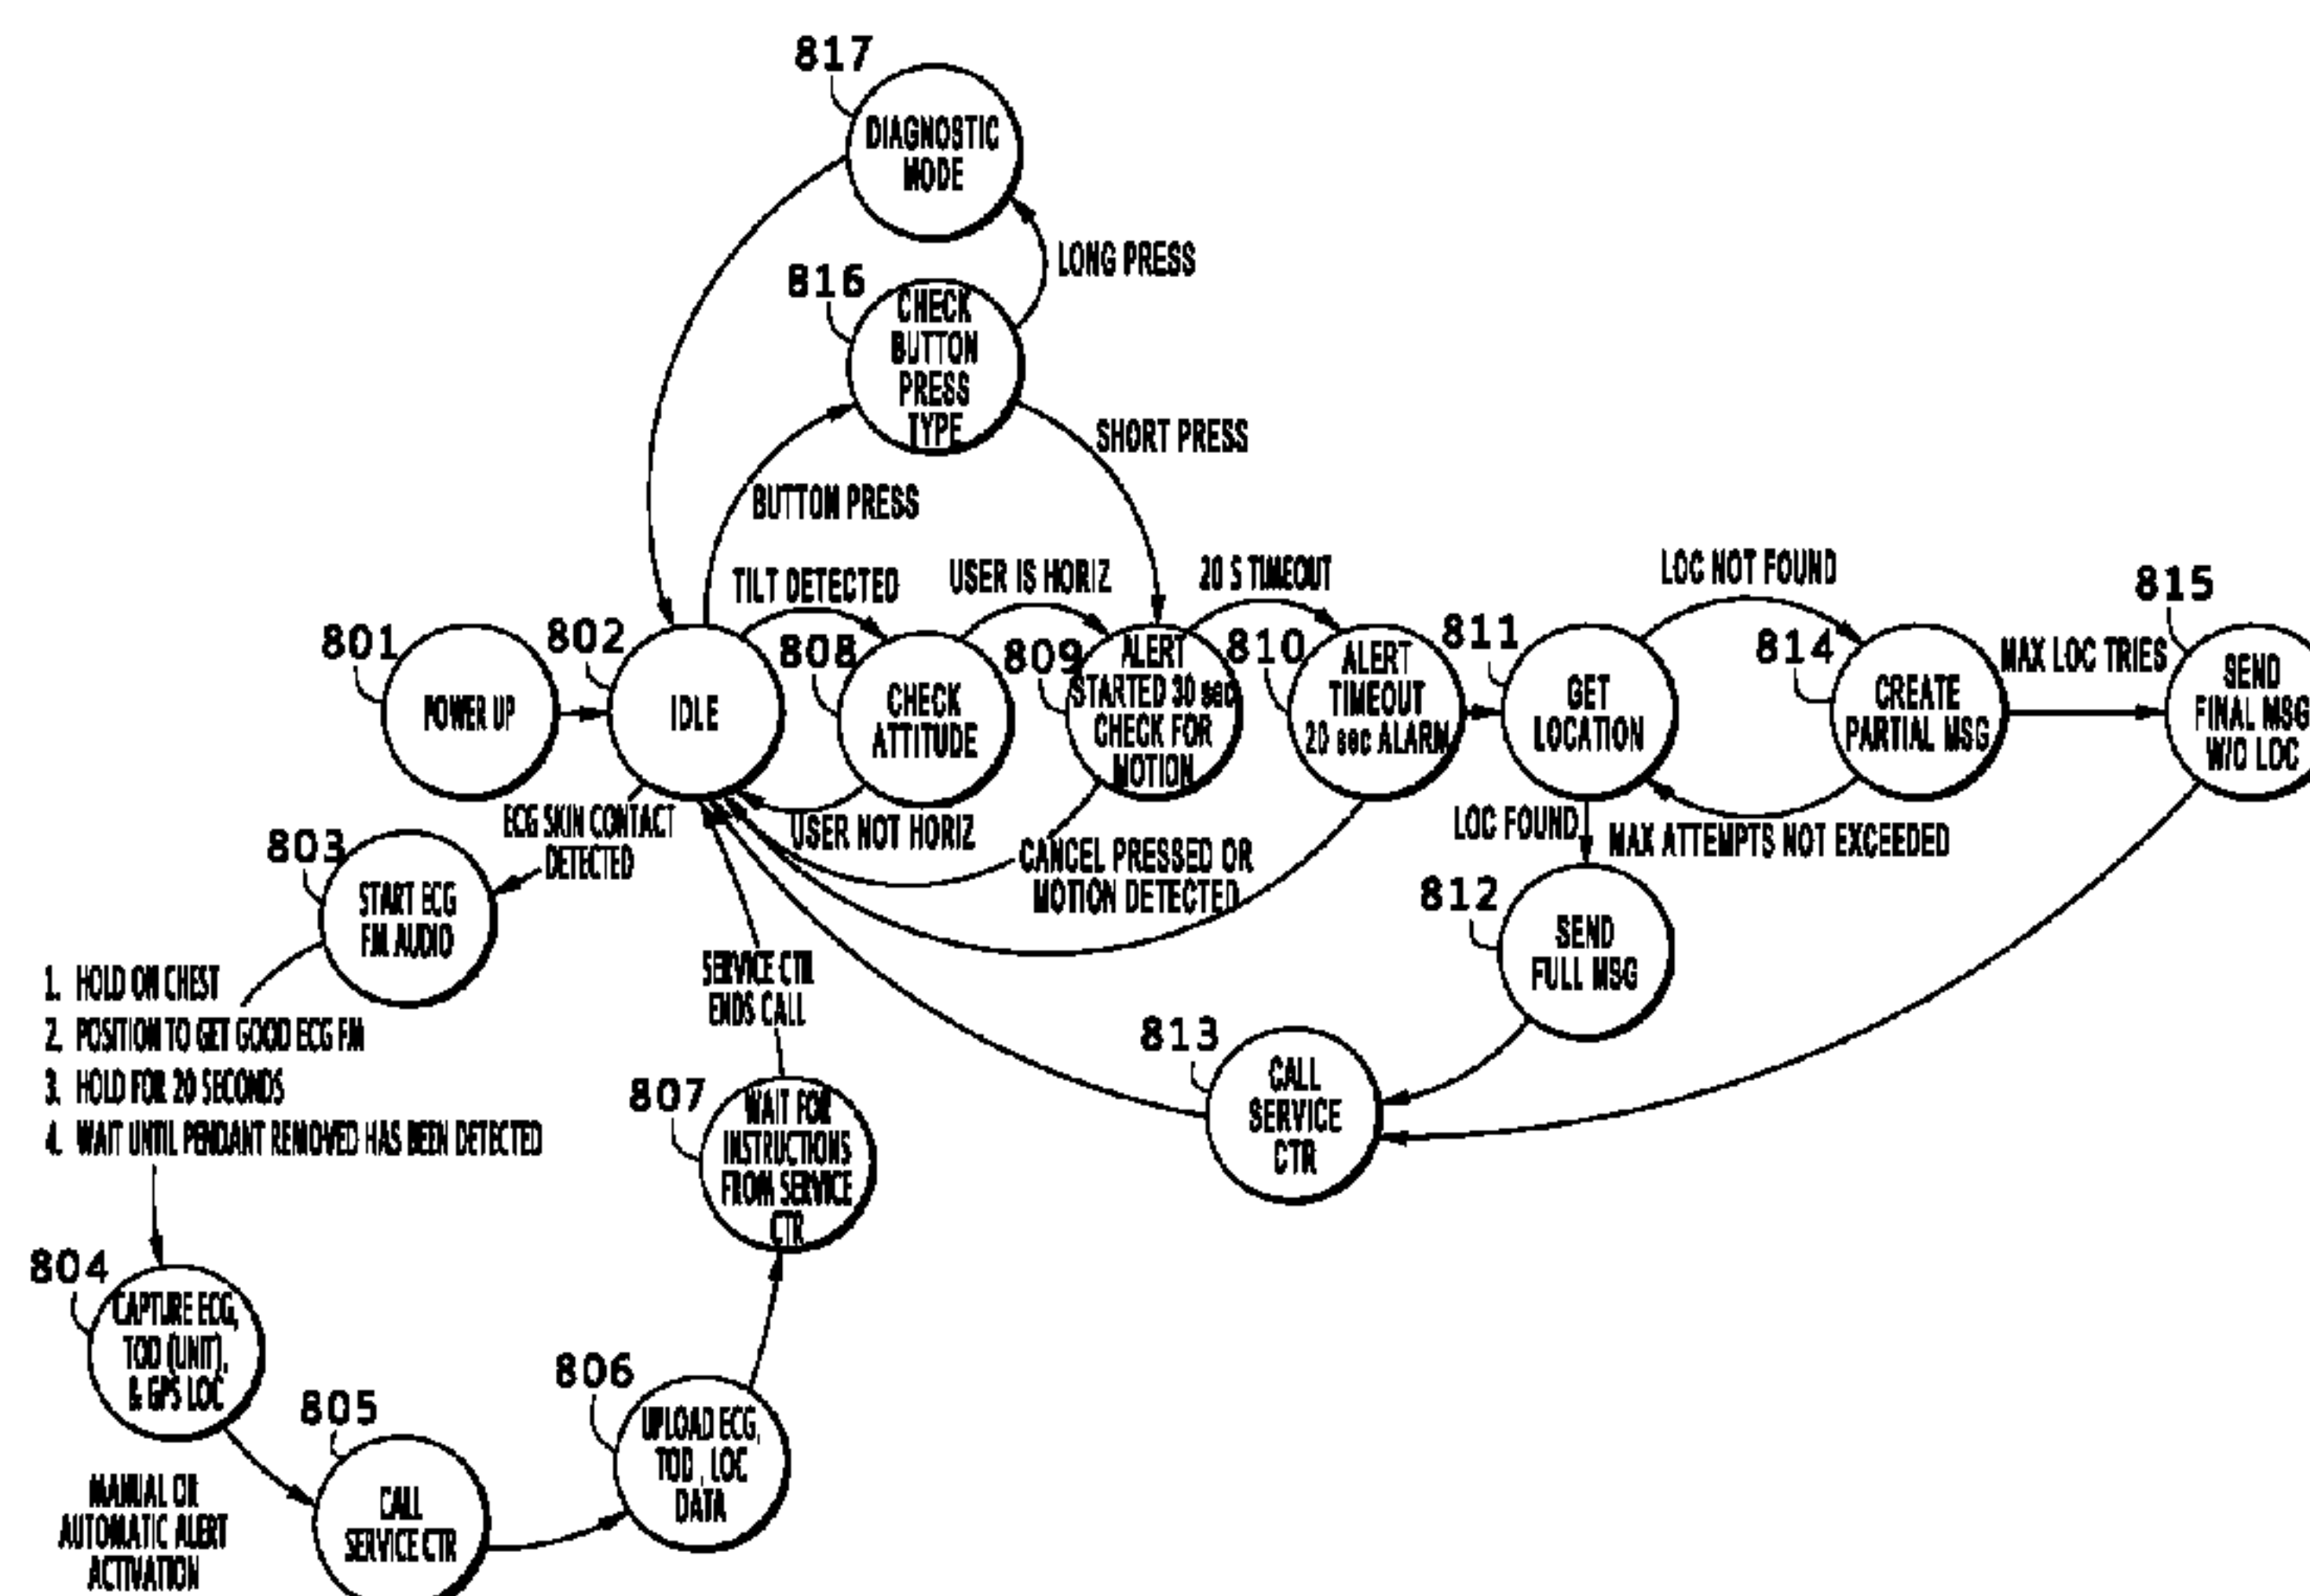 817
DIAGNOSTIC
MODE
LONG PRESS
816
CHECK
BUTTON
PRESS
TYPE
SHORT PRESS
BUTTON PRESS
TILT DETECTED
USER IS HORIZ
20 S TIMEOUT
LOC NOT FOUND
801
POWER UP
802
IDLE
808
CHECK
ATTITUDE
809
ALERT
STARTED 30 sec
CHECK FOR
MOTION
810
ALERT
TIMEOUT
20 sec ALARM
811
GET
LOCATION
814
CREATE
PARTIAL MSG
MAX LOC TRIES
815
SEND
FINAL MSG
W/O LOC
ECG SKIN CONTACT
DETECTED
USER NOT HORIZ
CANCEL PRESSED OR
MOTION DETECTED
LOC FOUND
MAX ATTEMPTS NOT EXCEEDED
803
START ECG
FM AUDIO
812
SEND
FULL MSG
SERVICE CTR
ENDS CALL
1. HOLD ON CHEST
2. POSITION TO GET GOOD ECG FM
3. HOLD FOR 20 SECONDS
4. WAIT UNTIL PENDANT REMOVED HAS BEEN DETECTED
813
CALL
SERVICE
CTR
807
WAIT FOR
INSTRUCTIONS
FROM SERVICE
CTR
804
CAPTURE ECG,
TOD (UNIT),
& GPS LOC
805
CALL
SERVICE CTR
806
UPLOAD ECG,
TOD , LOC
DATA
MANUAL OR
AUTOMATIC ALERT
ACTIVATION